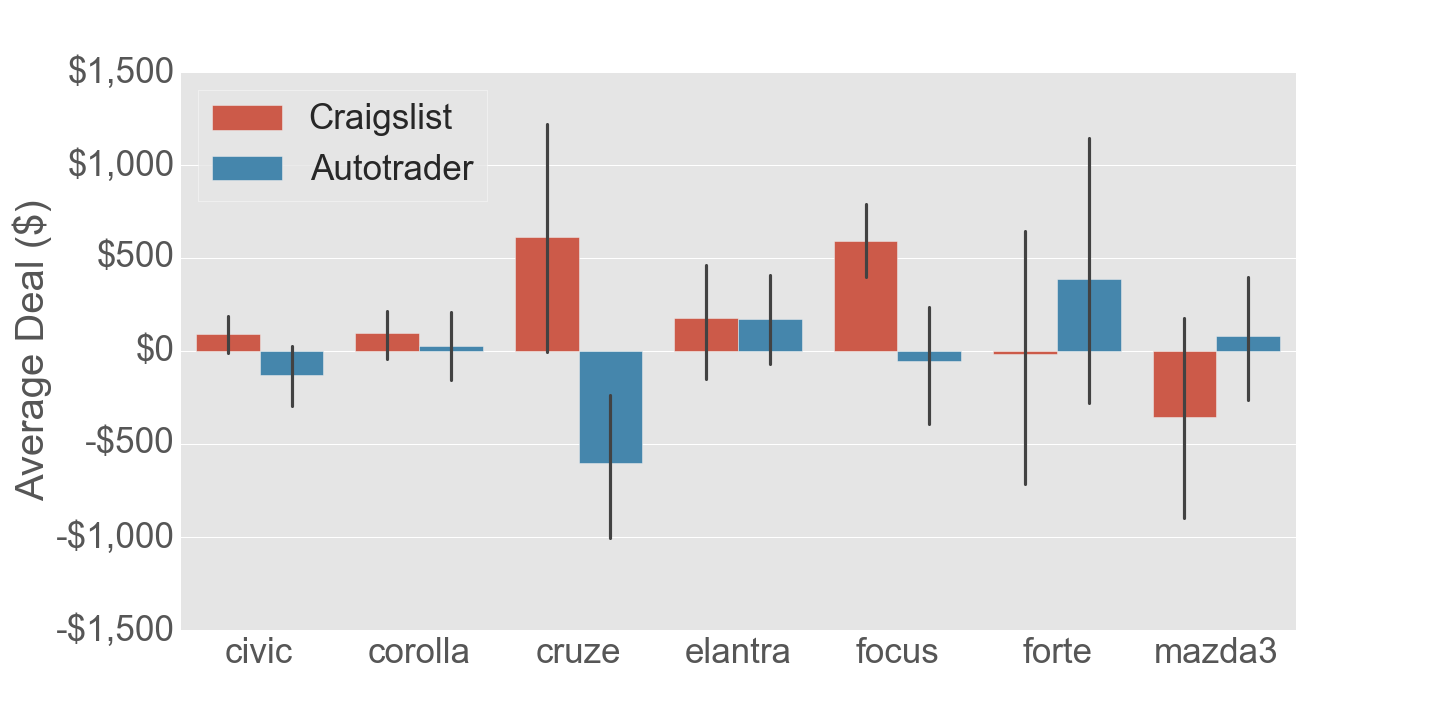 $1,500
$1,000
$500
$0
-$500
-$1,000
-$1,500
Average Deal ($)
Craigslist
Autotrader
civic corolla cruze elantra focus forte mazda3